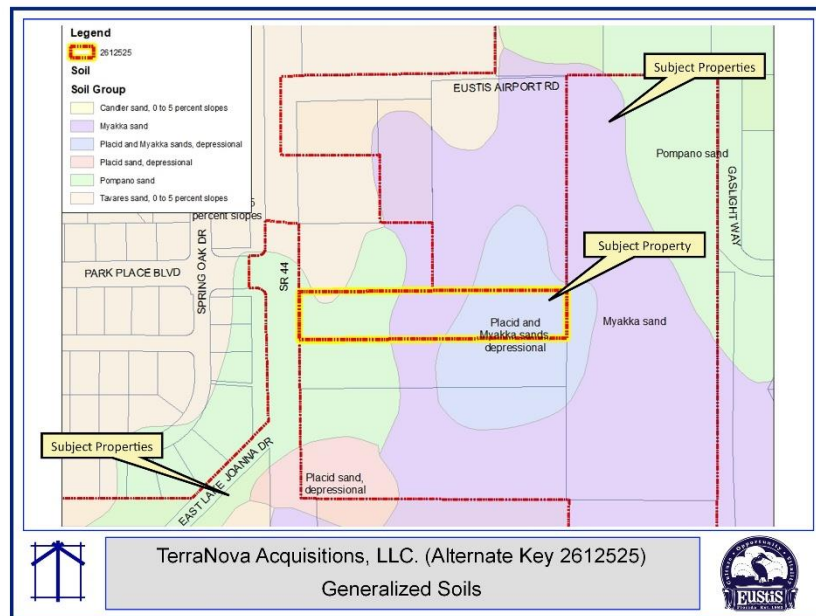 Legend
2612525
Soil
Soil Group
Candler sand, 0 to 5 percent slopes
Myakka sand
Placid and Myakka sands, depressional
Placid sand, depressional
Pompano sand
Tavares sand, 0 to 5 percent slopes
percent slopes
EUSTIS AIRPORT RD
Subject Properties
Pompano sand
GASLIGHT WAY
PARK PLACE BLVD
SPRING OAK DR
SR 44
Subject Property
Placid and
Myakka sands,
depressional
Myakka sand
Subject Properties
EAST LAKE JOANNA DR
Placid sand,
depressional
TerraNova Acquisitions, LLC. (Alternate Key 2612525)
Generalized Soils
EUSTIS